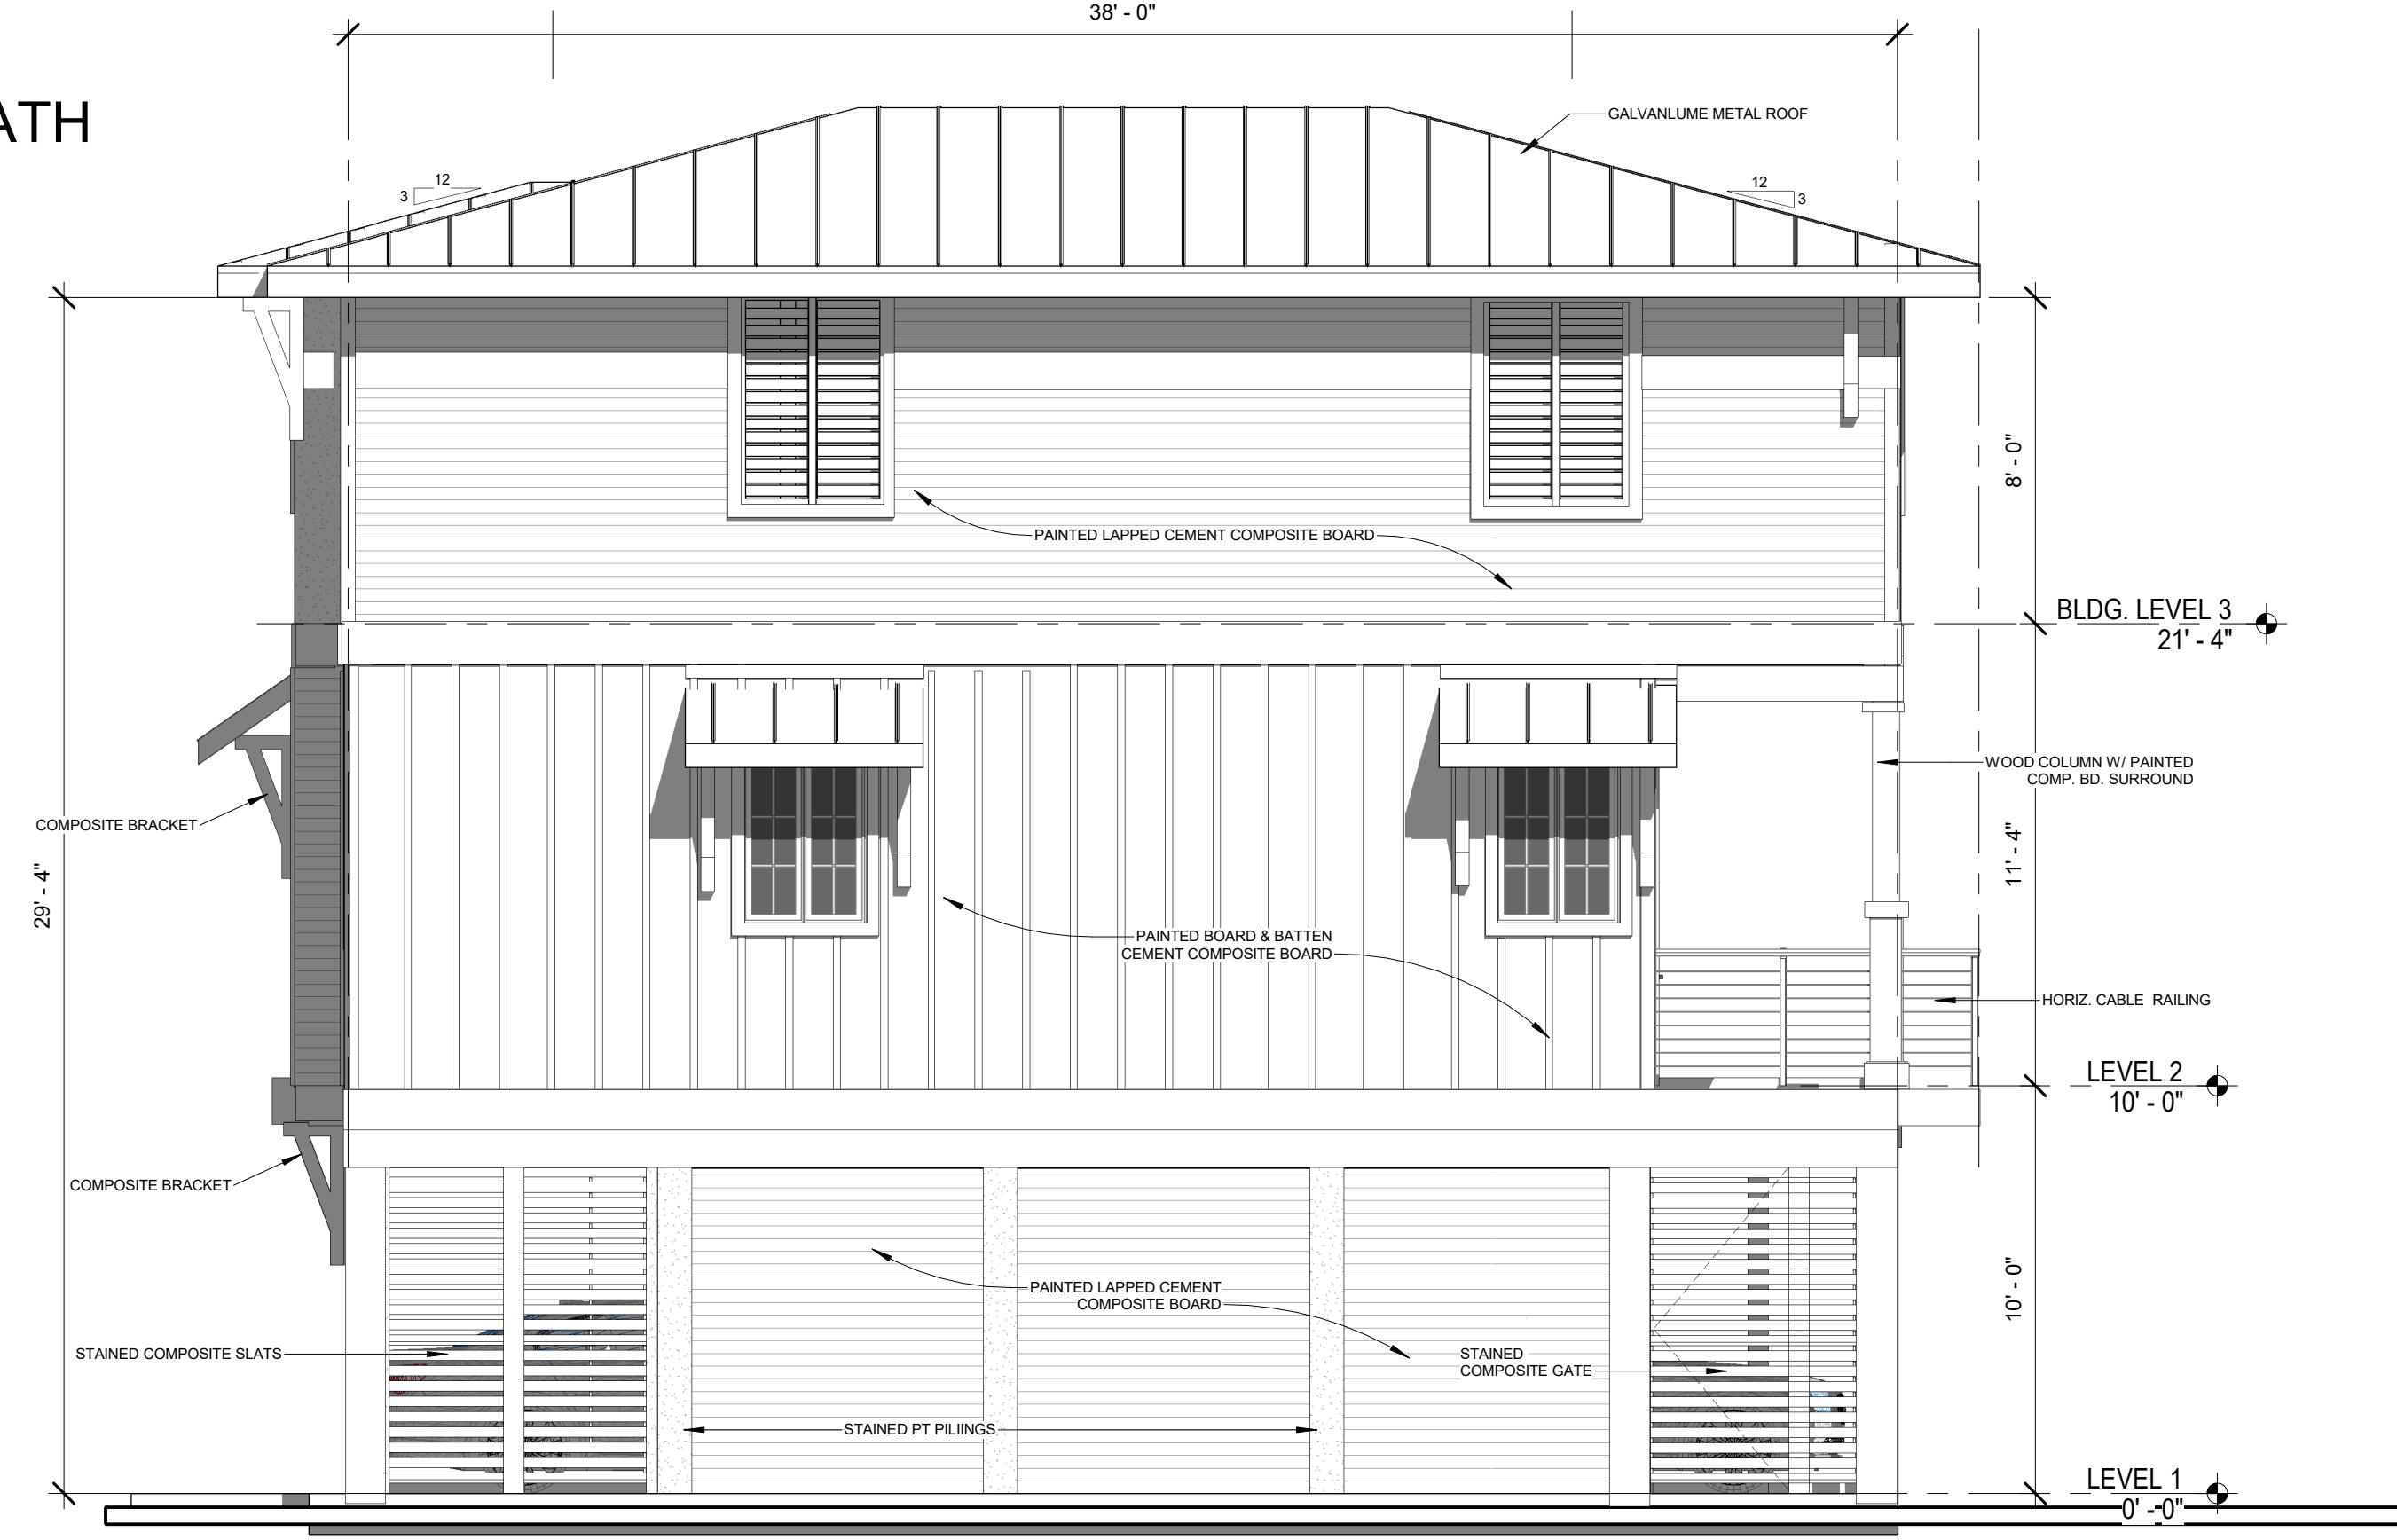 38' - 0"
ATH
GALVANLUME METAL ROOF
12
3
12
3
8' - 0"
PAINTED LAPPED CEMENT COMPOSITE BOARD
BLDG. LEVEL 3
21' - 4"
WOOD COLUMN W/ PAINTED
COMP. BD. SURROUND
COMPOSITE BRACKET
29' - 4"
11' - 4"
PAINTED BOARD & BATTEN
CEMENT COMPOSITE BOARD
HORIZ. CABLE RAILING
LEVEL 2
10' - 0"
COMPOSITE BRACKET
PAINTED LAPPED CEMENT
COMPOSITE BOARD
10' - 0"
STAINED COMPOSITE SLATS
STAINED
COMPOSITE GATE
STAINED PT PILIINGS
LEVEL 1
0' - 0"